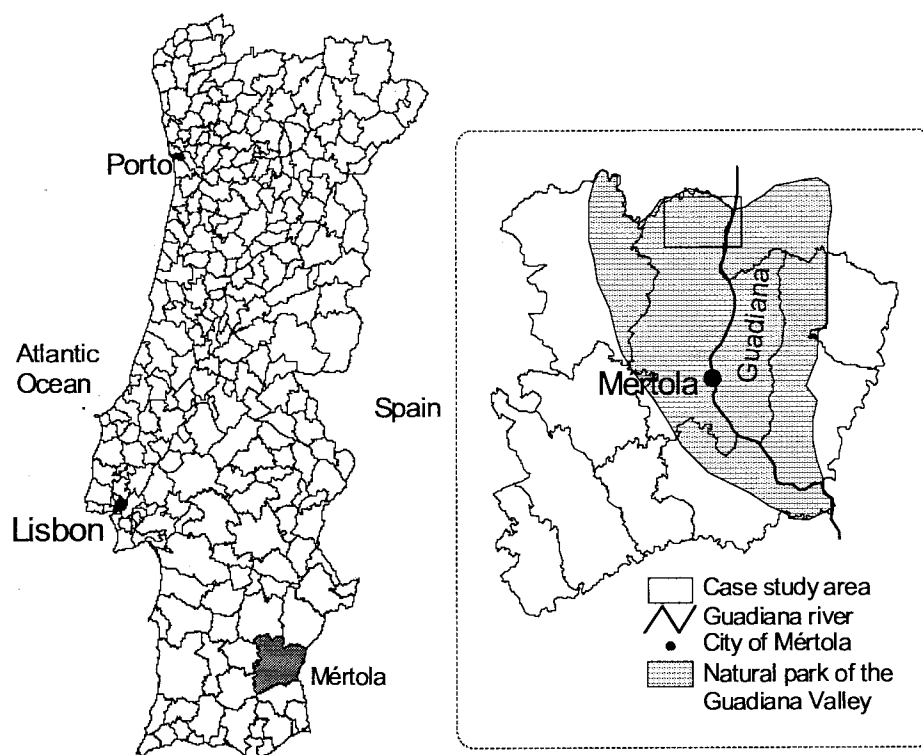 Porto
Atlantic
Ocean
Spain
Lisbon
Mértola
Guadiana
Mértola
Case study area
Guadiana river
City of Mértola
Natural park of the
Guadiana Valley